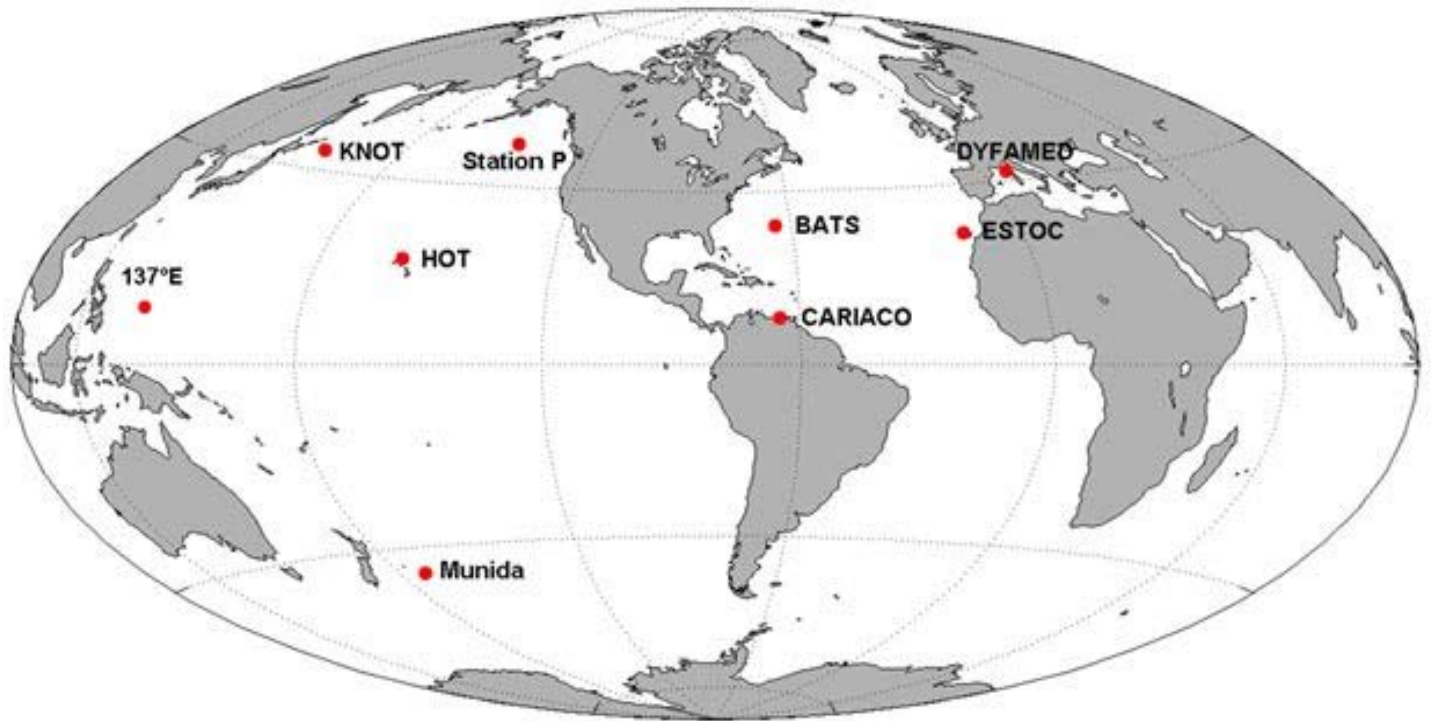 KNOT
Station P
DYFAMED
BATS
ESTOC
HOT
137°E
CARIACO
Munida